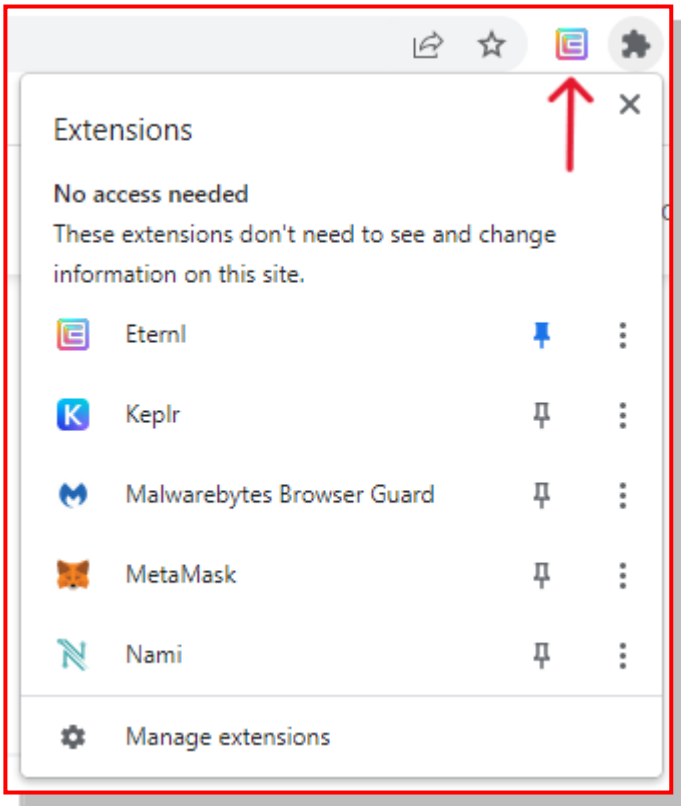 Extensions
No access needed
These extensions don't need to see and change
information on this site.
Eternl
Keplr
Malwarebytes Browser Guard
MetaMask
Nami
Manage extensions